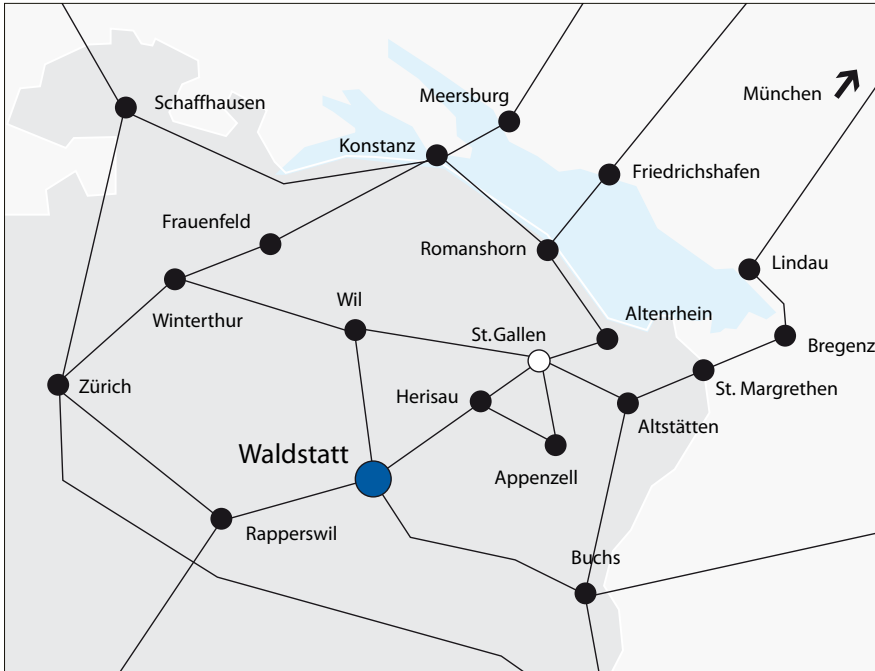 Schaffhausen
Meersburg
München
Konstanz
Friedrichshafen
Frauenfeld
Romanshorn
Lindau
Wil
Winterthur
Altenrhein
St.Gallen
Bregenz
Zürich
St. Margrethen
Herisau
Altstätten
Waldstatt
Appenzell
Rapperswil
Buchs